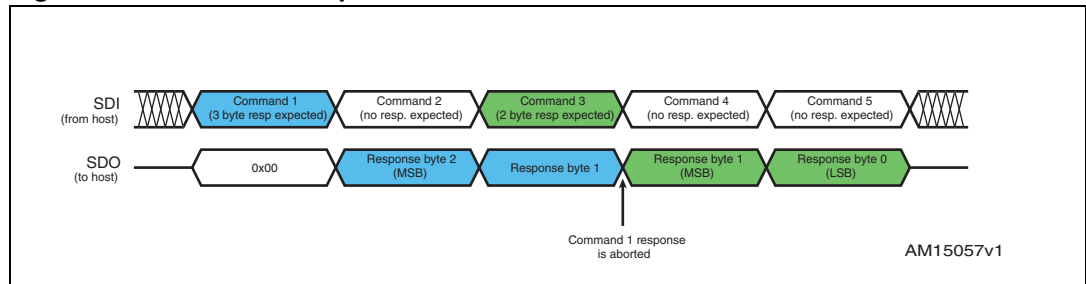 SDI
(from host)
Command 1
(3 byte resp expected)
Command 2
(no resp. expected)
Command 3
(2 byte resp expected)
Command 4
(no resp. expected)
Command 5
(no resp. expected)
SDO
(to host)
0x00
Response byte 2
(MSB)
Response byte 1
Response byte 1
(MSB)
Response byte 0
(LSB)
Command 1 response
is aborted
AM15057v1